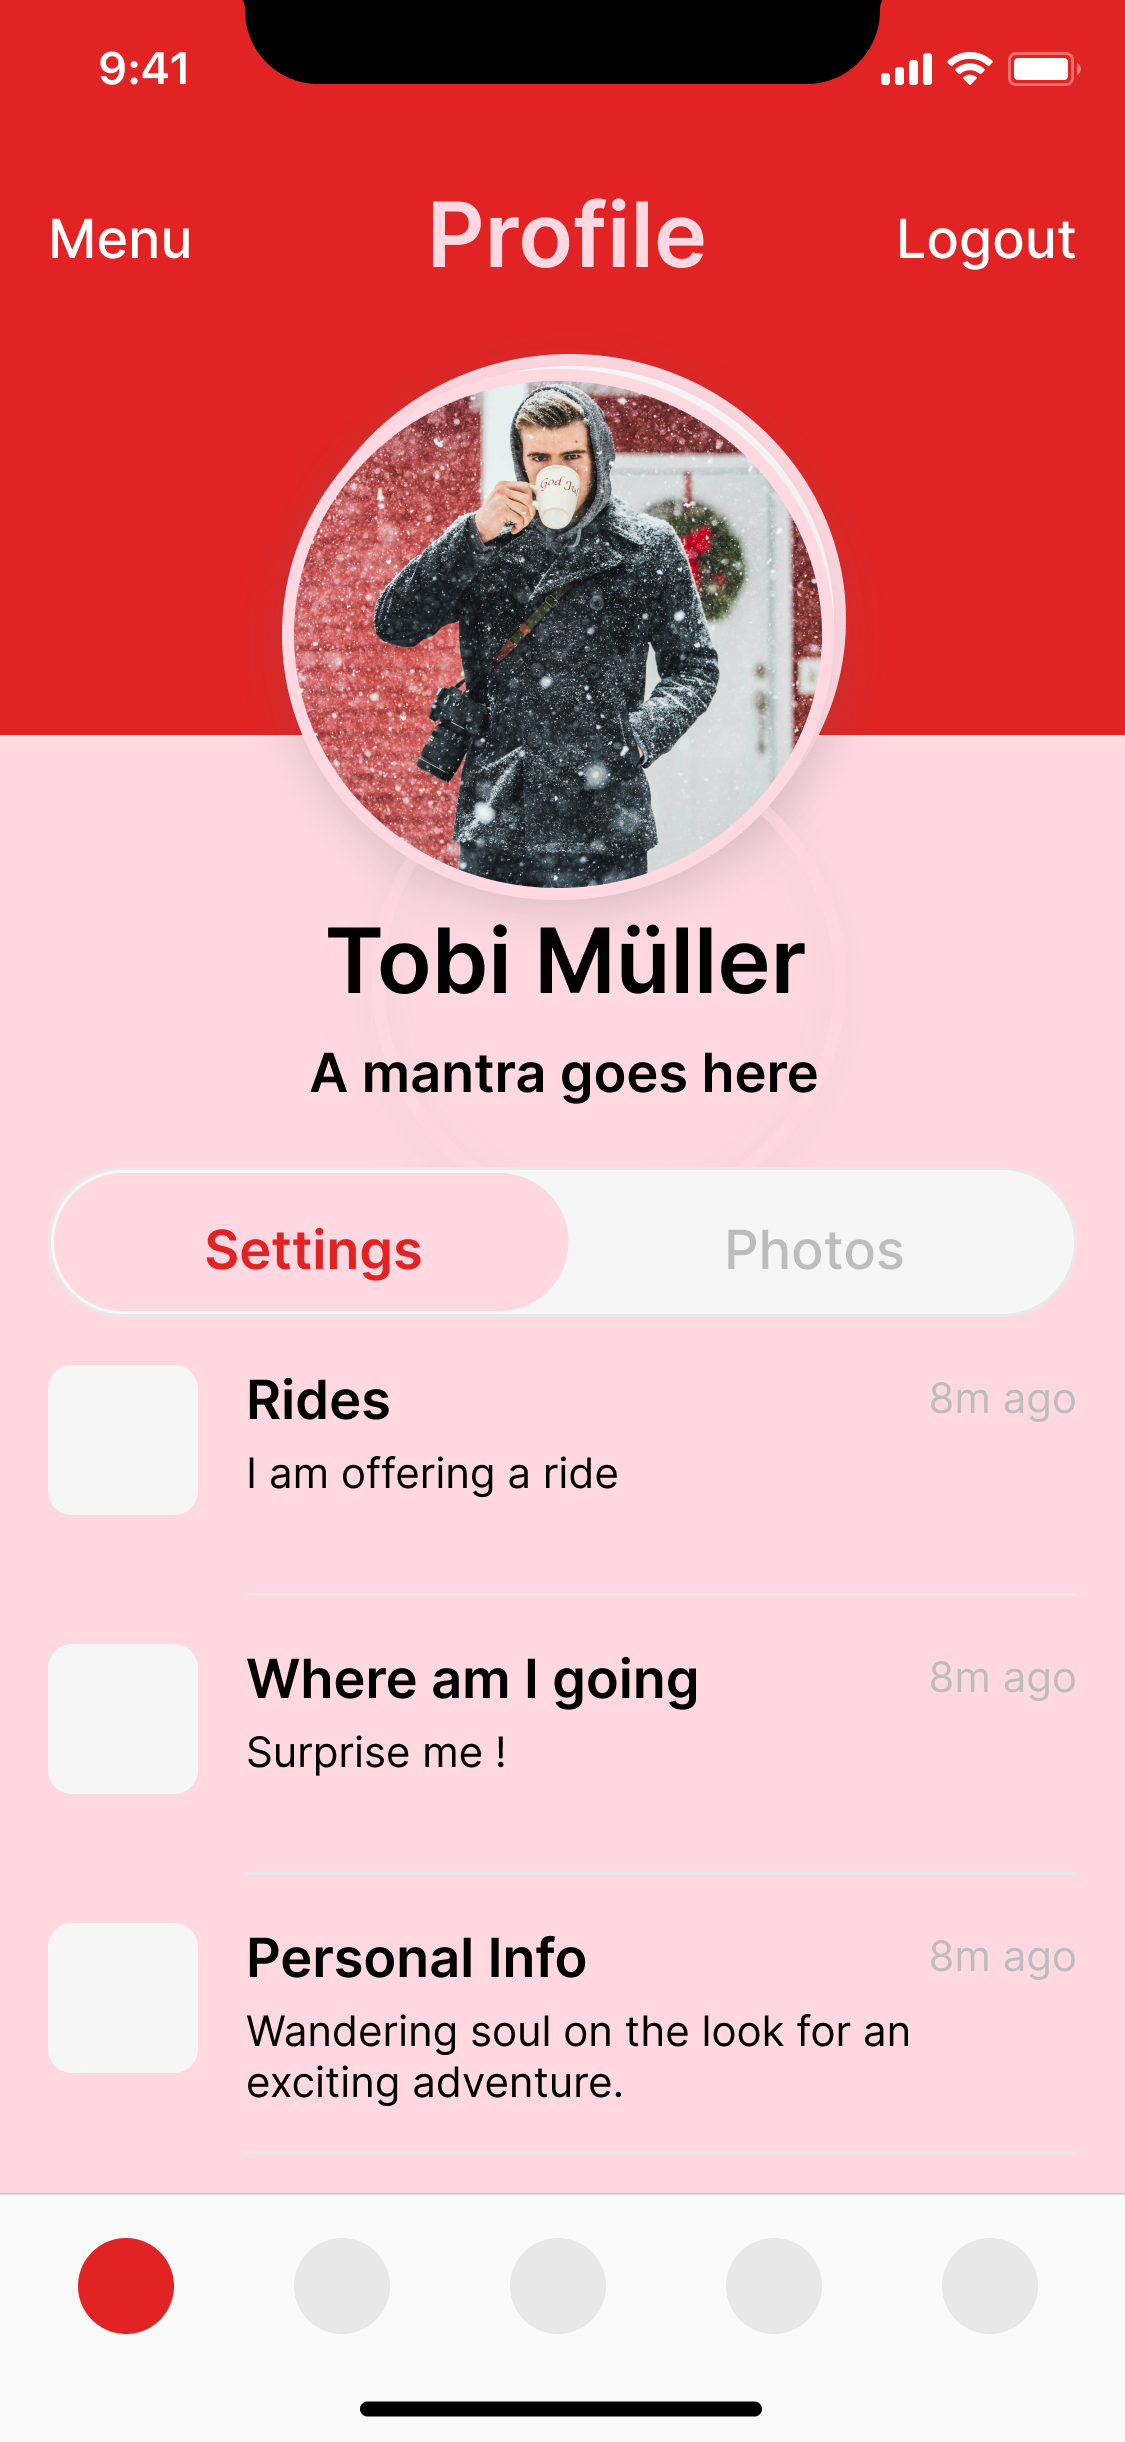 9:41
Menu
Profile
Logout
God Jul
Tobi Müller
A mantra goes here
Settings
Photos
Rides
8m ago
I am offering a ride
Where am I going
8m ago
Surprise me !
Personal Info
8m ago
Wandering soul on the look for an
exciting adventure.